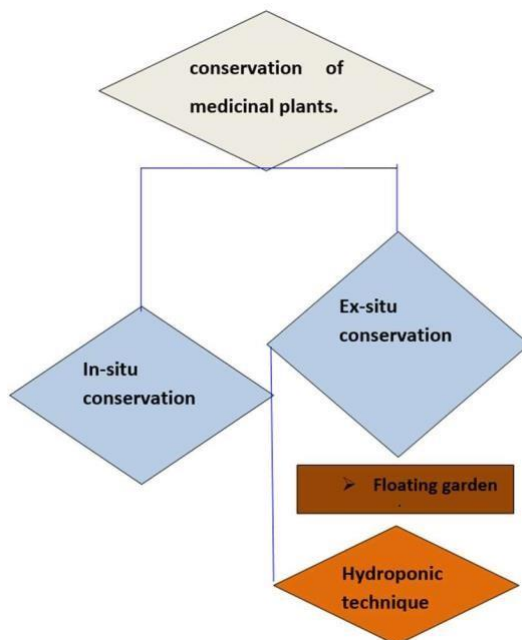 conservation of
medicinal plants.
Ex-situ
conservation
In-situ
conservation
➢ Floating garden
.
Hydroponic
technique